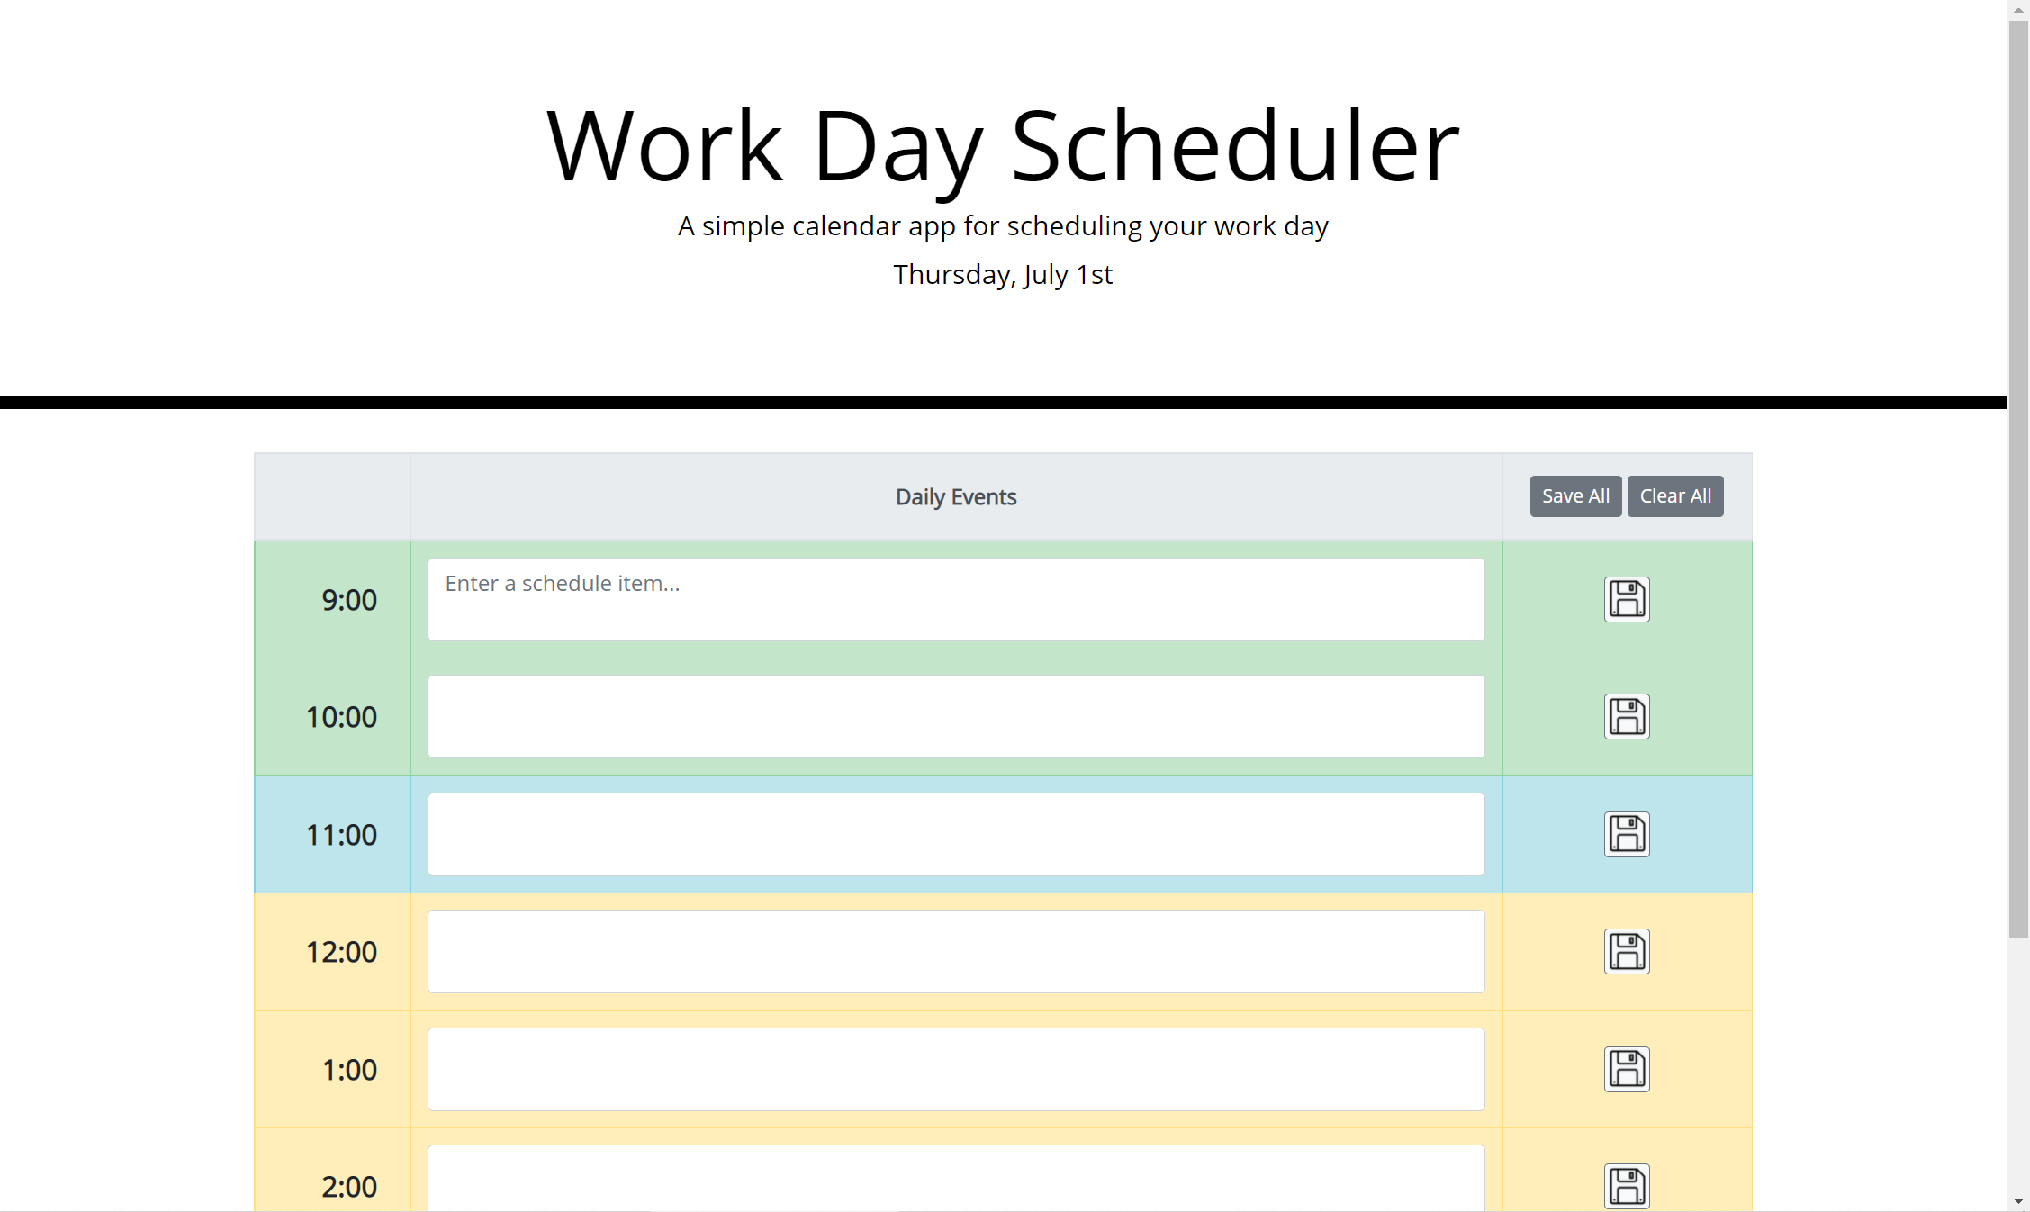 Work Day Scheduler
A simple calendar app for scheduling your work day
Thursday, July 1st
Daily Events
Save All
Clear All
9:00
Enter a schedule item...
10:00
11:00
12:00
1:00
2:00